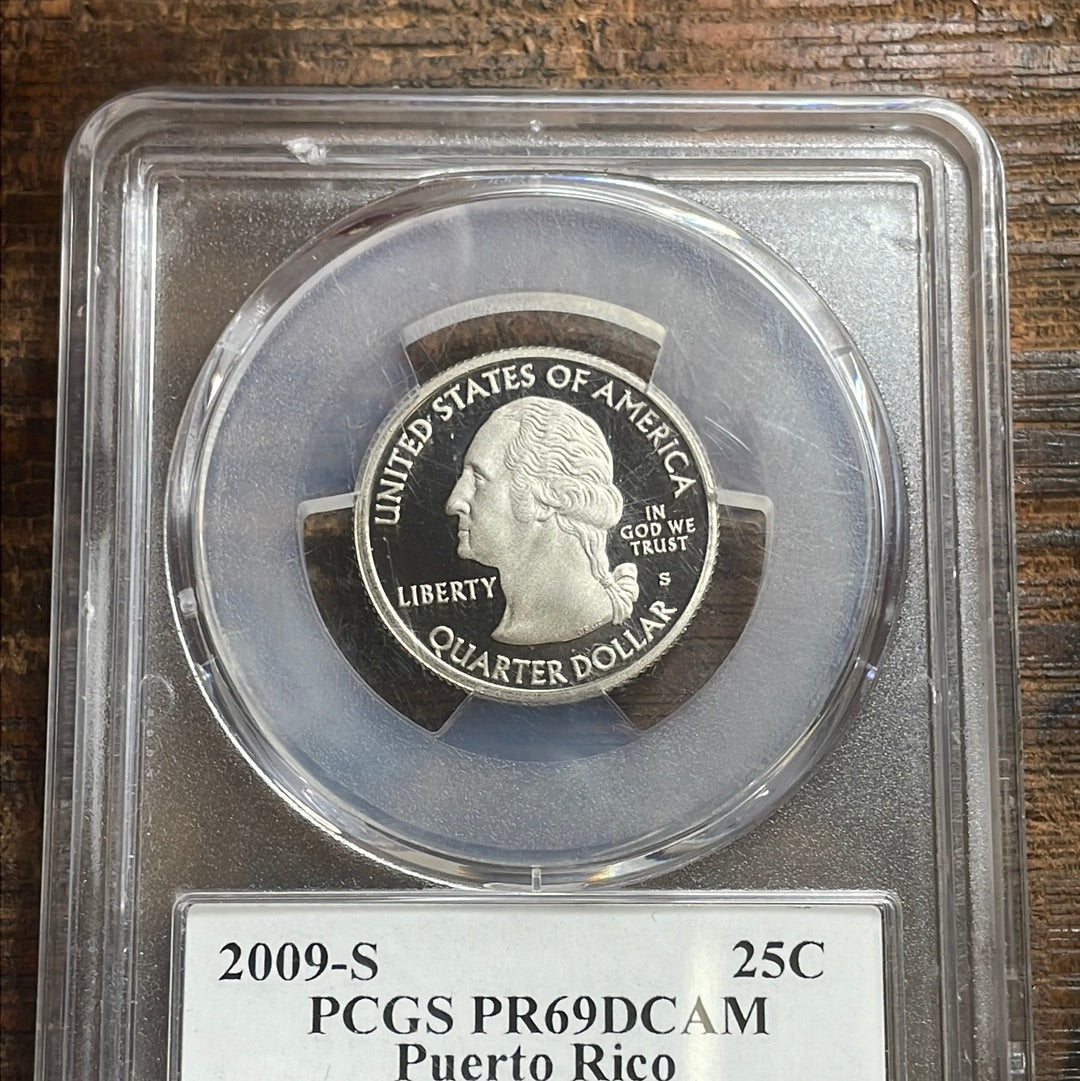 UNITED STATES OF AMERICA
IN
GOD WE
TRUST
S
LIBERTY
QUARTER DOLLAR
2009-S 25C
PCGS PR69DCAM
Puerto Rico